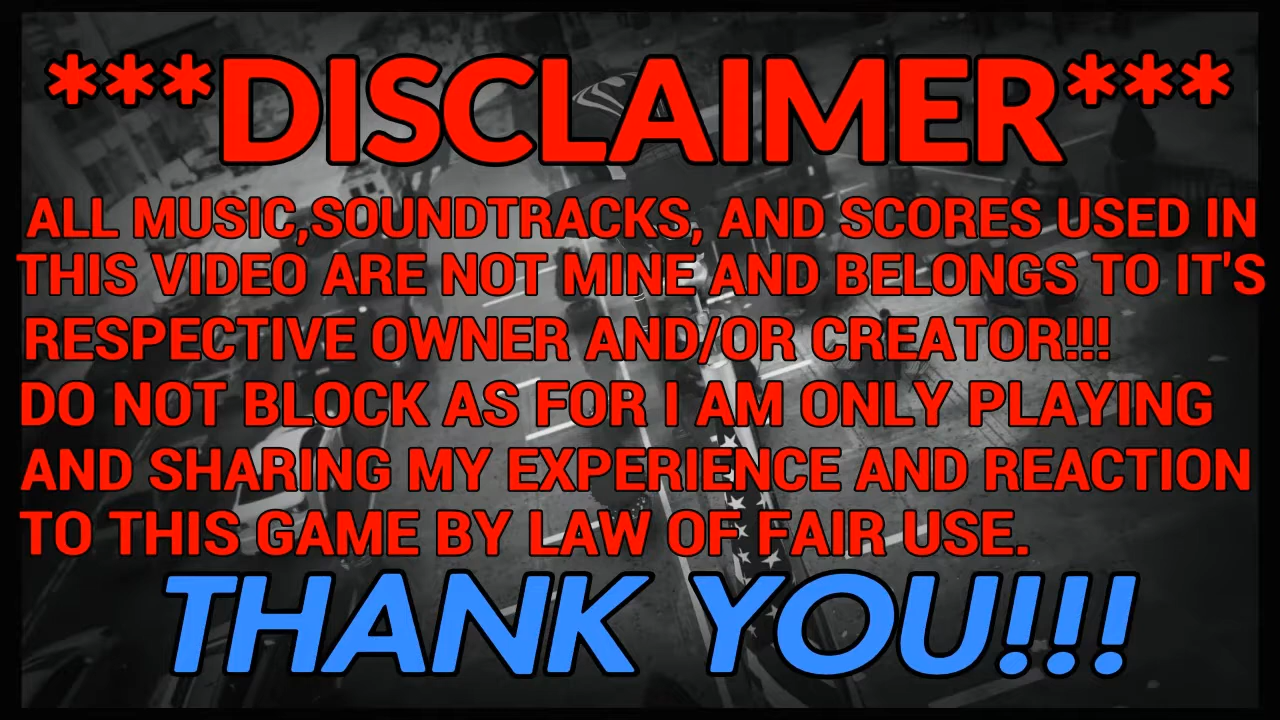 ***DISCLAIMER***
ALL MUSIC,SOUNDTRACKS, AND SCORES USED IN
THIS VIDEO ARE NOT MINE AND BELONGS TO IT'S
RESPECTIVE OWNER AND/OR CREATOR!!!
DO NOT BLOCK AS FOR I AM ONLY PLAYING
AND SHARING MY EXPERIENCE AND REACTION
TO THIS GAME BY LAW OF FAIR USE.
THANK YOU!!!